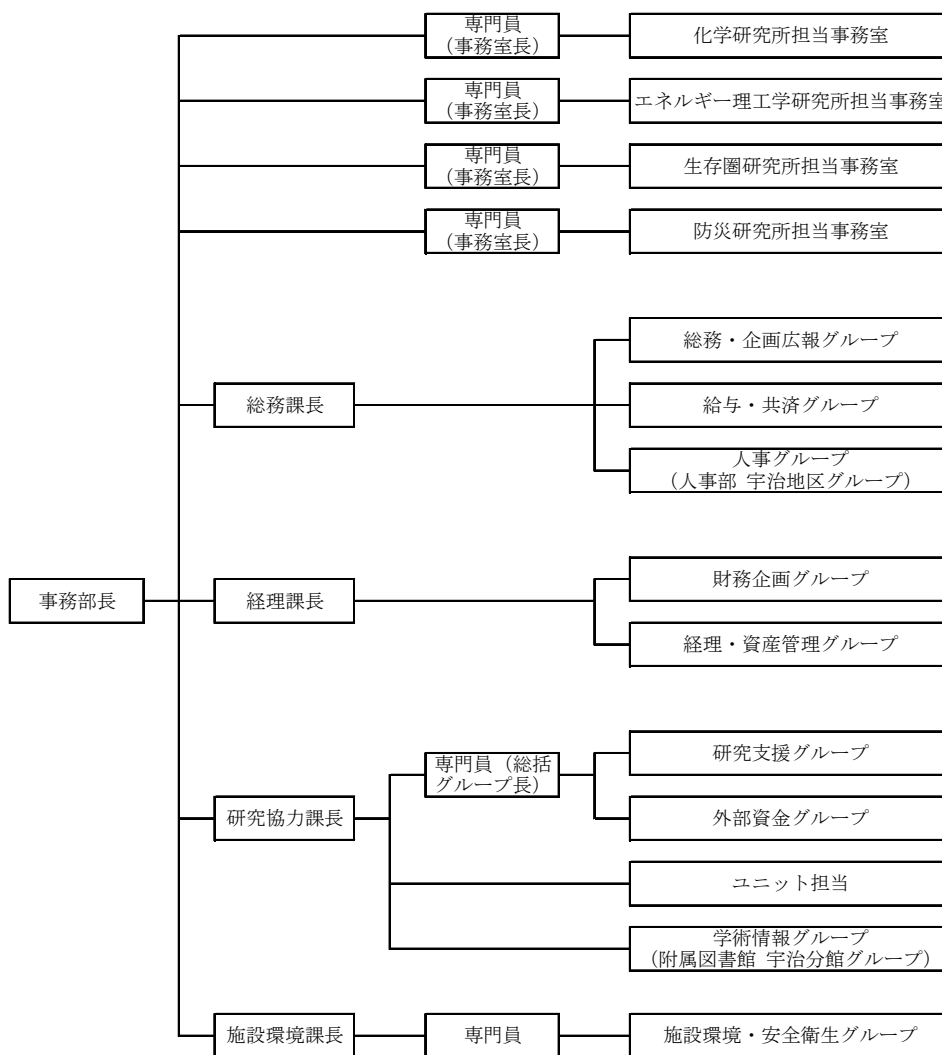 専門員
(事務室長)
化学研究所担当事務室
専門員
(事務室長)
エネルギー理工学研究所担当事務室
専門員
(事務室長)
生存圏研究所担当事務室
専門員
(事務室長)
防災研究所担当事務室
総務・企画広報グループ
総務課長
給与・共済グループ
人事グループ
(人事部 宇治地区グループ)
財務企画グループ
事務部長
経理課長
経理・資産管理グループ
専門員(総括
グループ長)
研究支援グループ
研究協力課長
外部資金グループ
ユニット担当
学術情報グループ
(附属図書館 宇治分館グループ)
施設環境課長
専門員
施設環境・安全衛生グループ